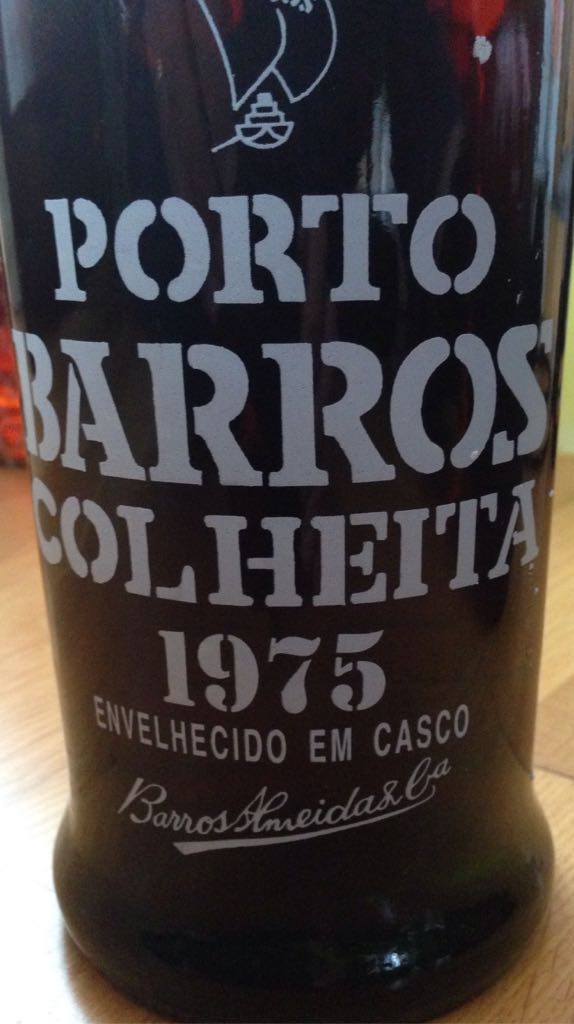 PORTO
BARROS
COLHEITA
1975
ENVELHECIDO EM CASCO
Barros Almeida & Ca